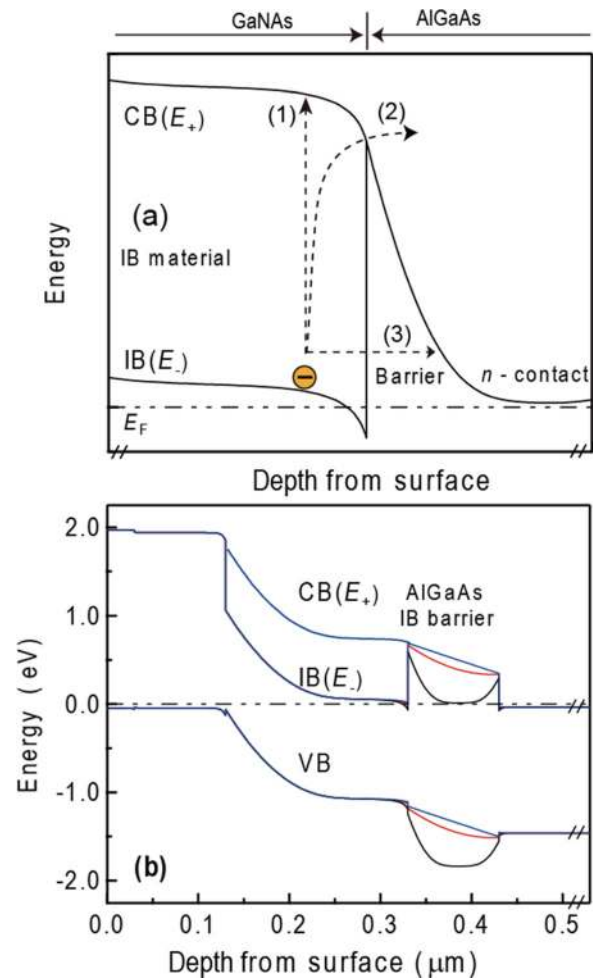 GaNAs AlGaAs
CB(E+)
(1)
(2)
(a)
IB material
Energy
(3)
IB(E-)
Barrier
n - contact
EF
Depth from surface
2.0
CB(E+)
AlGaAs
IB barrier
1.0
IB(E-)
0.0
Energy (eV)
VB
-1.0
(b)
-2.0
0.0 0.1 0.2 0.3 0.4 0.5
Depth from surface (μm)